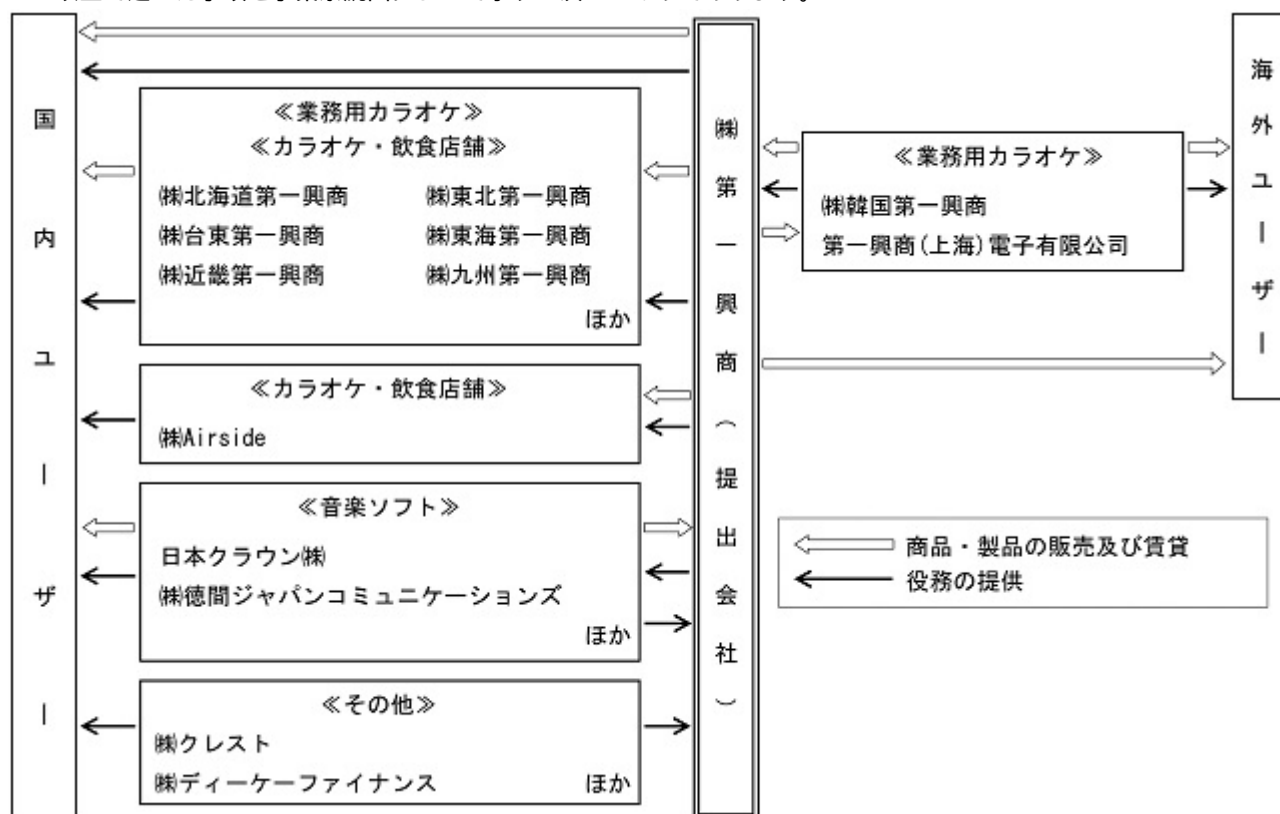 国内ユーザー
≪業務用カラオケ≫
≪カラオケ・飲食店舗≫
㈱北海道第一興商 ㈱東北第一興商
㈱台東第一興商 ㈱東海第一興商
㈱近畿第一興商 ㈱九州第一興商
ほか
≪カラオケ・飲食店舗≫
㈱Airside
≪音楽ソフト≫
日本クラウン㈱
㈱徳間ジャパンコミュニケーションズ
ほか
≪その他≫
㈱クレスト
㈱ディーケーファイナンス ほか
㈱第一興商(提出会社)
≪業務用カラオケ≫
㈱韓国第一興商
第一興商(上海)電子有限公司
海外ユーザー
商品・製品の販売及び賃貸
役務の提供